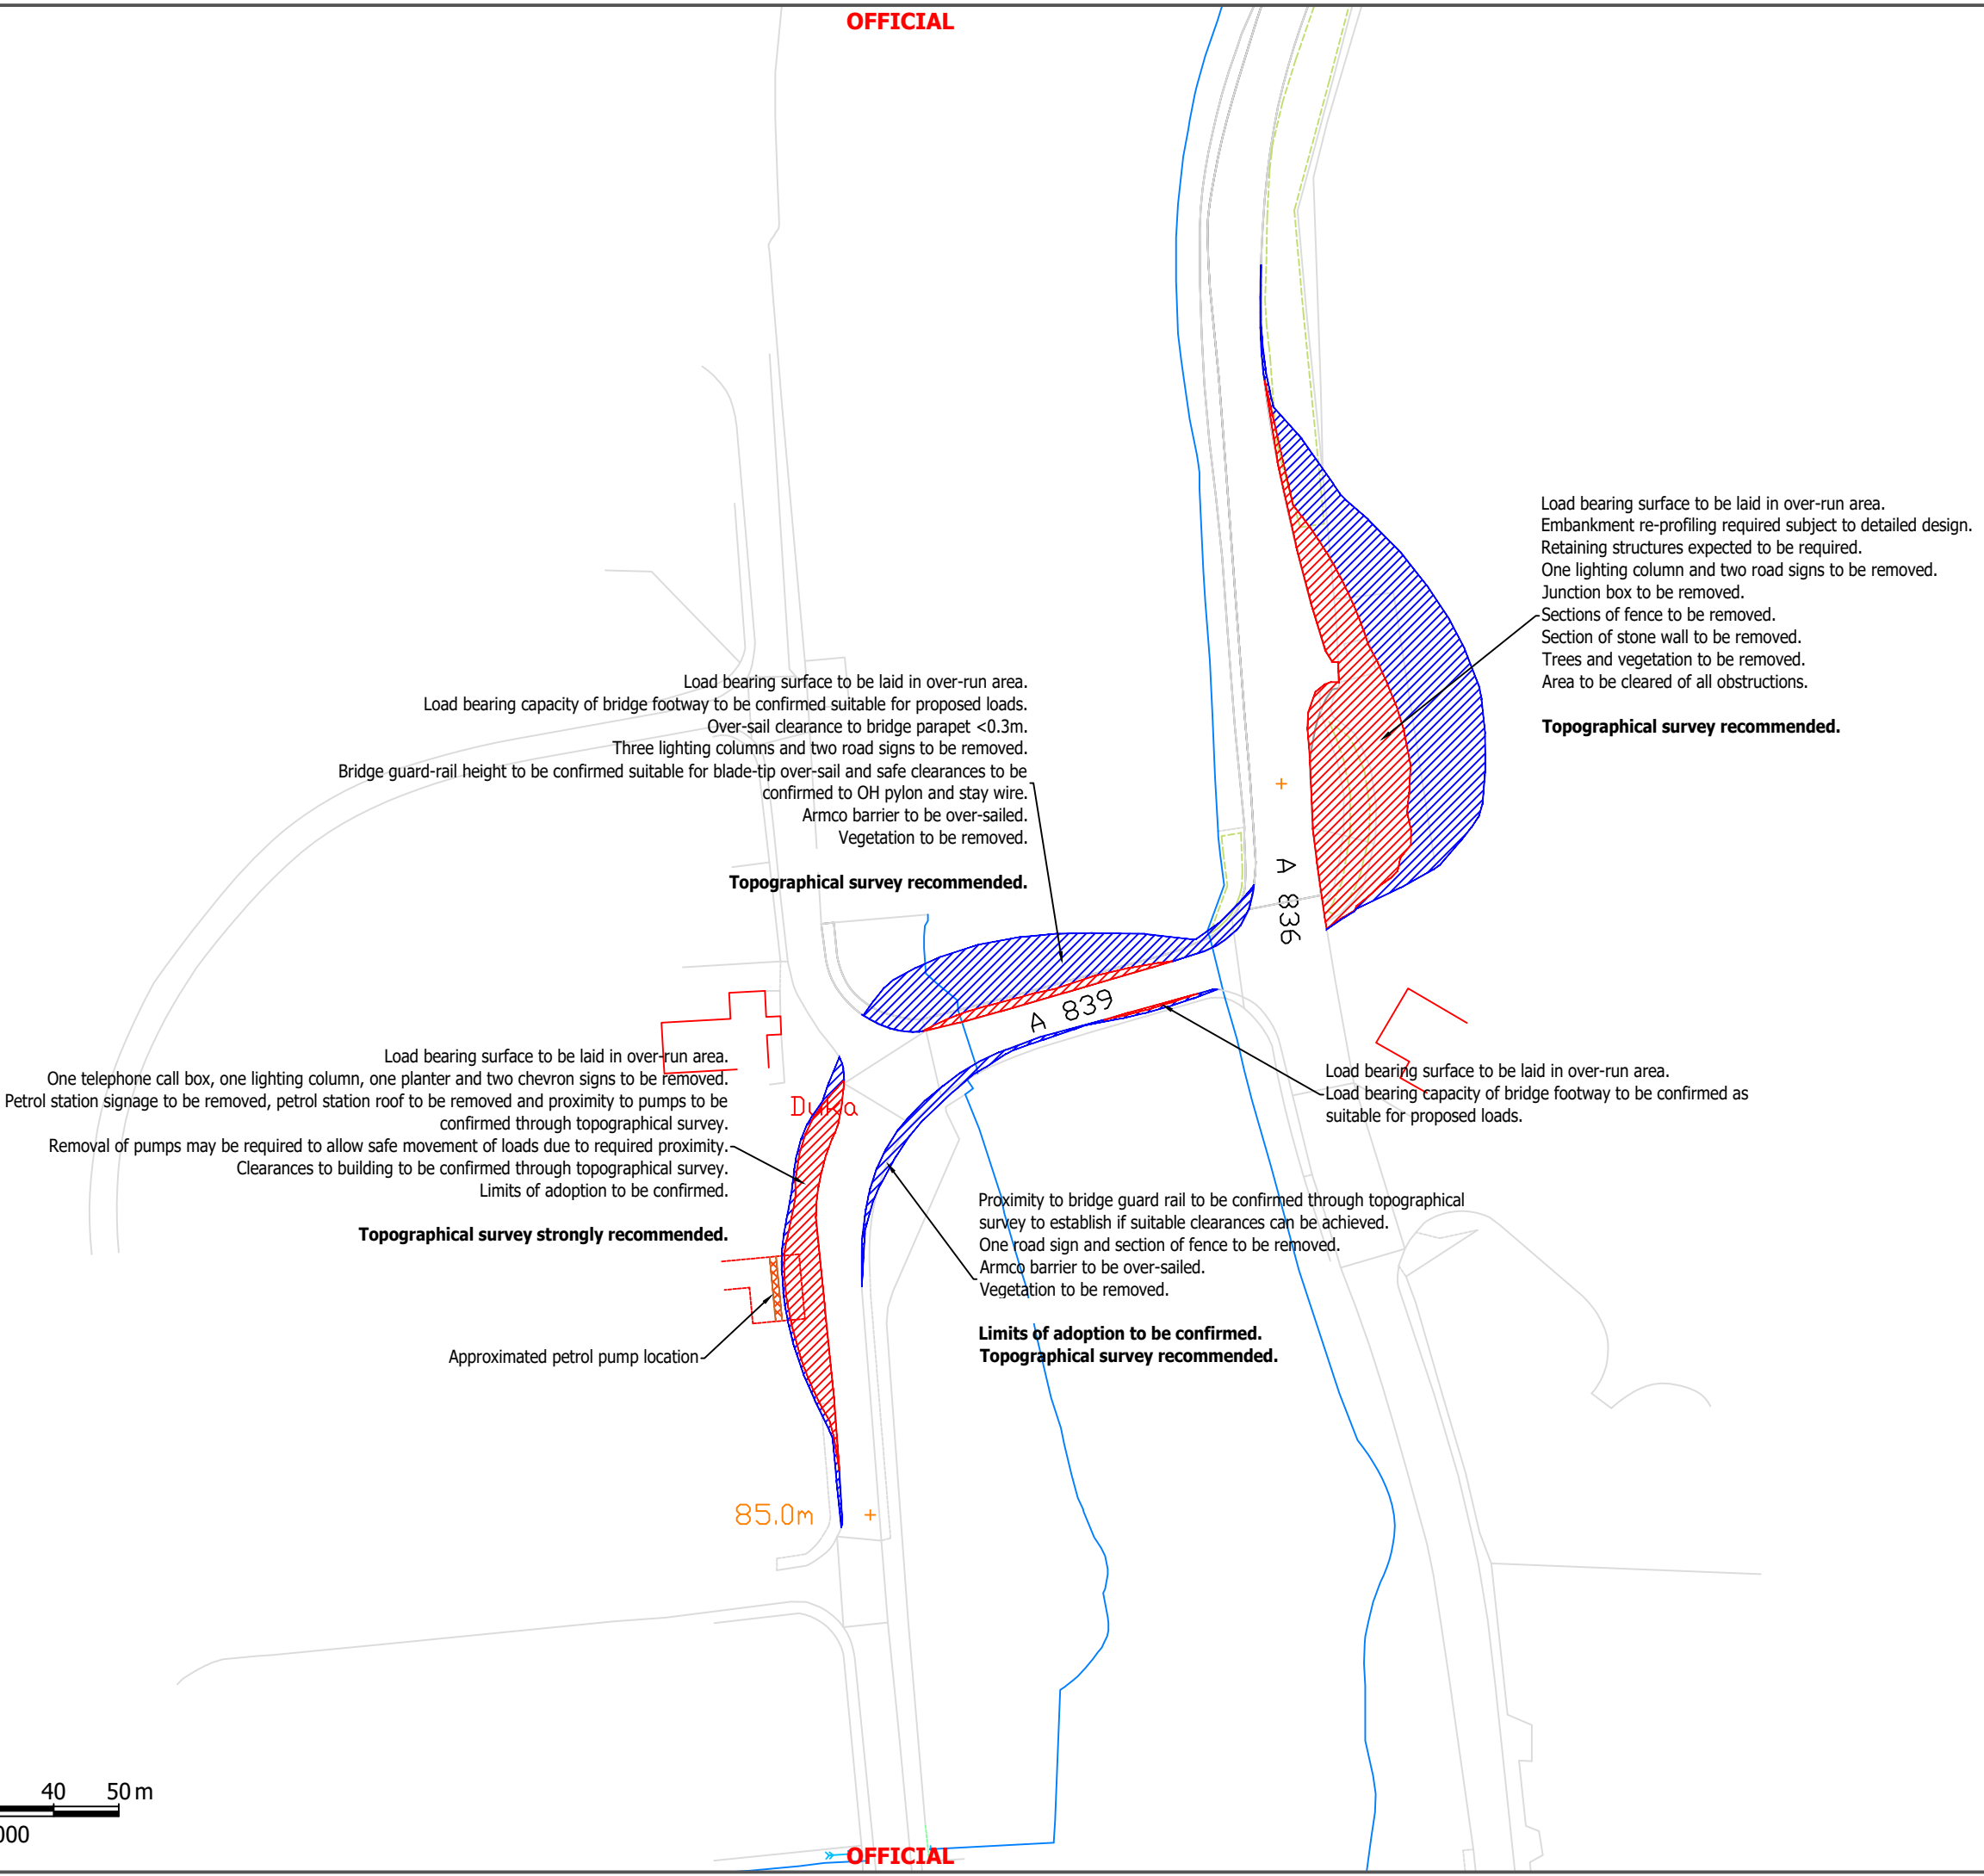 OFFICIAL
Load bearing surface to be laid in over-run area.
Embankment re-profiling required subject to detailed design.
Retaining structures expected to be required.
One lighting column and two road signs to be removed.
Junction box to be removed.
Sections of fence to be removed.
Section of stone wall to be removed.
Trees and vegetation to be removed.
Area to be cleared of all obstructions.
Topographical survey recommended.
Load bearing surface to be laid in over-run area.
Load bearing capacity of bridge footway to be confirmed suitable for proposed loads.
Over-sail clearance to bridge parapet <0.3m.
Three lighting columns and two road signs to be removed.
Bridge guard-rail height to be confirmed suitable for blade-tip over-sail and safe clearances to be
confirmed to OH pylon and stay wire.
Armco barrier to be over-sailed.
Vegetation to be removed.
Topographical survey recommended.
A 836
A 839
Load bearing surface to be laid in over-run area.
One telephone call box, one lighting column, one planter and two chevron signs to be removed.
Petrol station signage to be removed, petrol station roof to be removed and proximity to pumps to be
confirmed through topographical survey.
Removal of pumps may be required to allow safe movement of loads due to required proximity.
Clearances to building to be confirmed through topographical survey.
Limits of adoption to be confirmed.
Topographical survey strongly recommended.
Load bearing surface to be laid in over-run area.
Load bearing capacity of bridge footway to be confirmed as
suitable for proposed loads.
Proximity to bridge guard rail to be confirmed through topographical
survey to establish if suitable clearances can be achieved.
One road sign and section of fence to be removed.
Armco barrier to be over-sailed.
Vegetation to be removed.
Limits of adoption to be confirmed.
Topographical survey recommended.
Approximated petrol pump location
85.0m
40 50 m
000
OFFICIAL